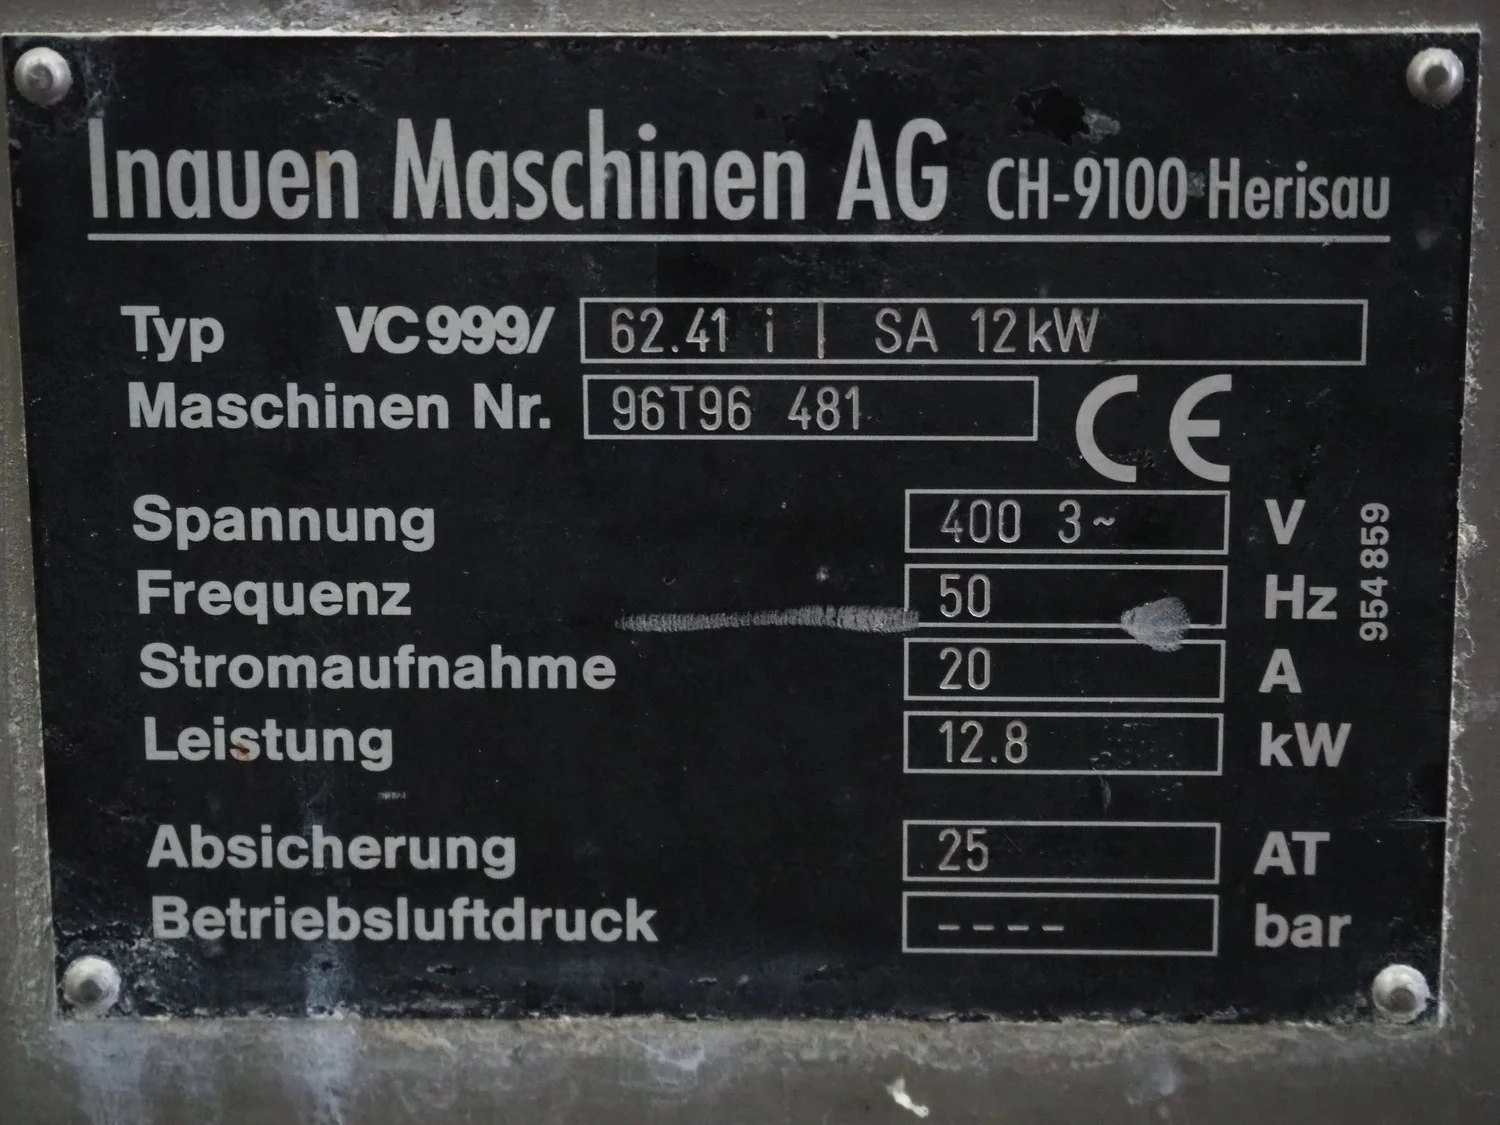 Inauen Maschinen AG CH-9100 Herisau
Typ VC999/ 62.41 i | SA 12kW
Maschinen Nr. 96T96 481
CE
Spannung 400 3~ V
Frequenz 50 Hz
Stromaufnahme 20 A
Leistung 12.8 kW
Absicherung 25 AT
Betriebsluftdruck ---- bar
954859